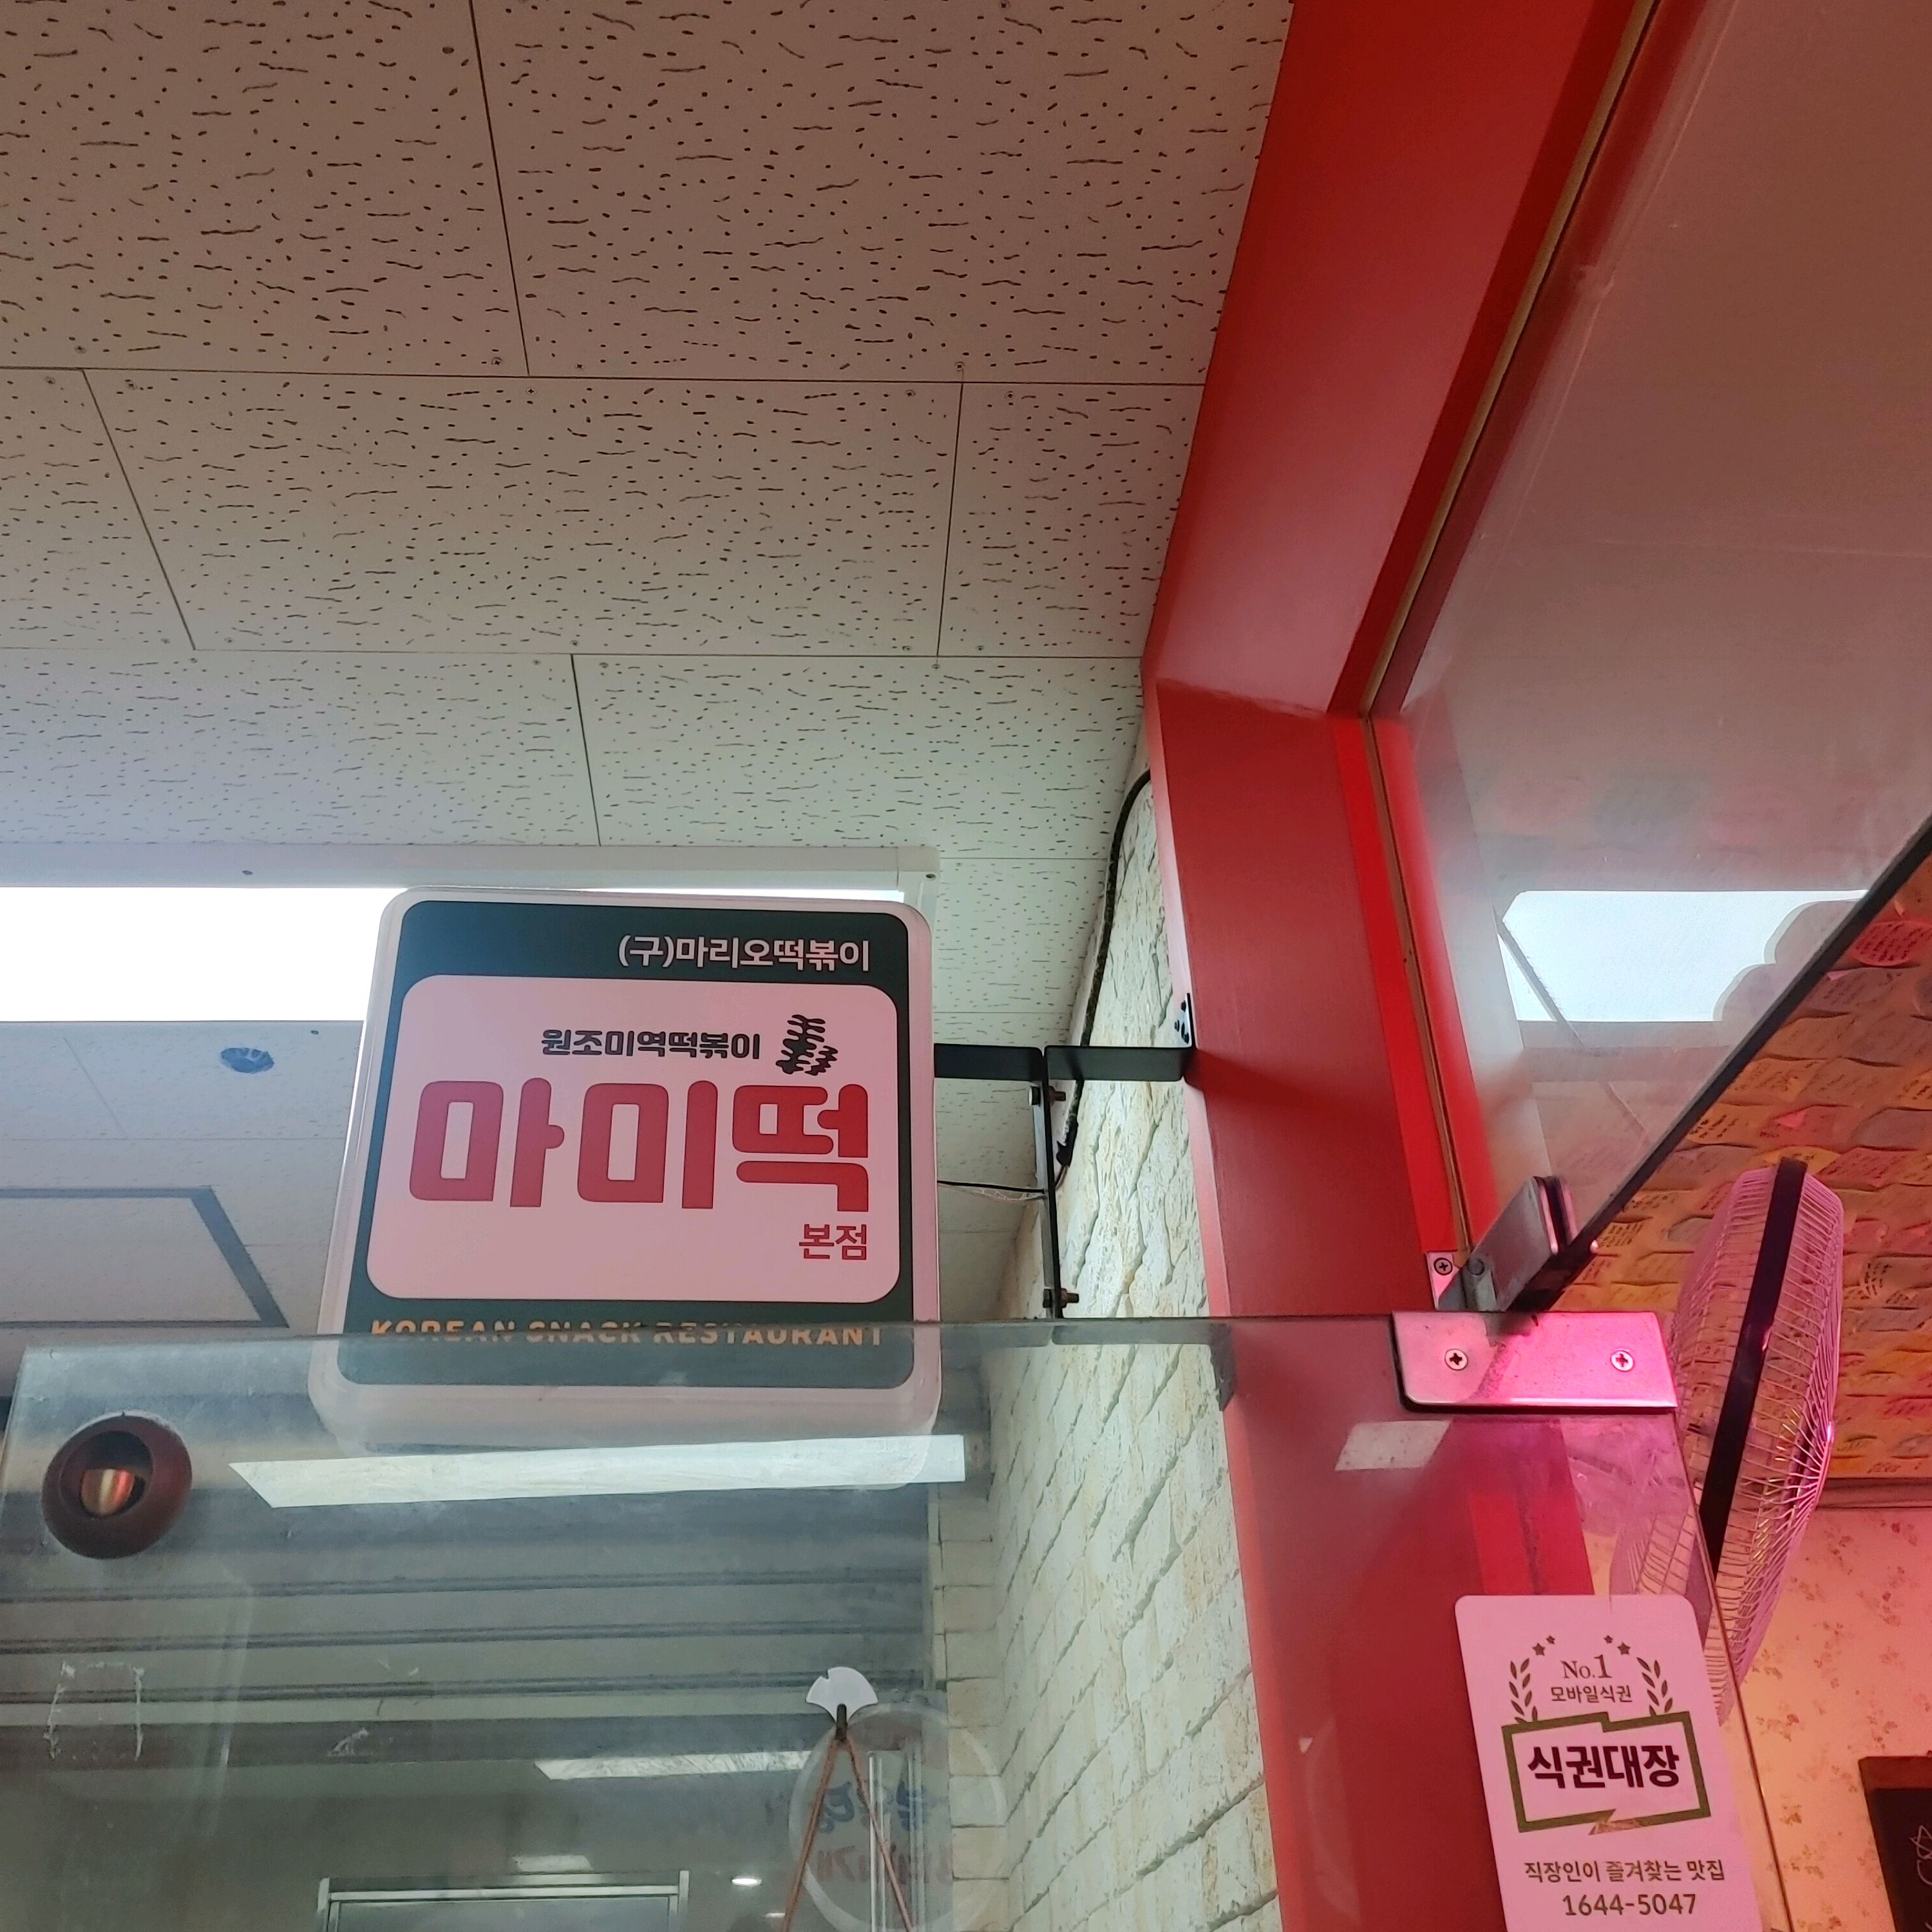 (구)마리오떡볶이
원조미역떡볶이
마미떡
본점
KOREAN SNACK RESTAURANT
No.1
모바일식권
식권대장
직장인이 즐겨찾는 맛집
1644-5047